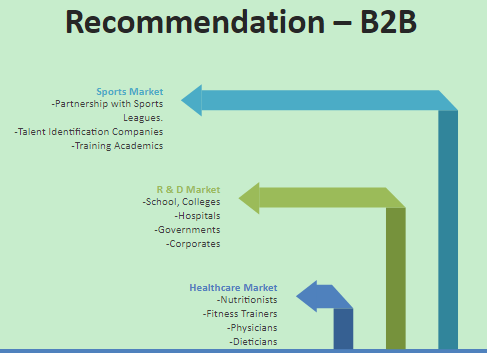 Recommendation – B2B
Sports Market
-Partnership with Sports
Leagues.
-Talent Identification Companies
-Training Academics
R & D Market
-School, Colleges
-Hospitals
-Governments
-Corporates
Healthcare Market
-Nutritionists
-Fitness Trainers
-Physicians
-Dieticians